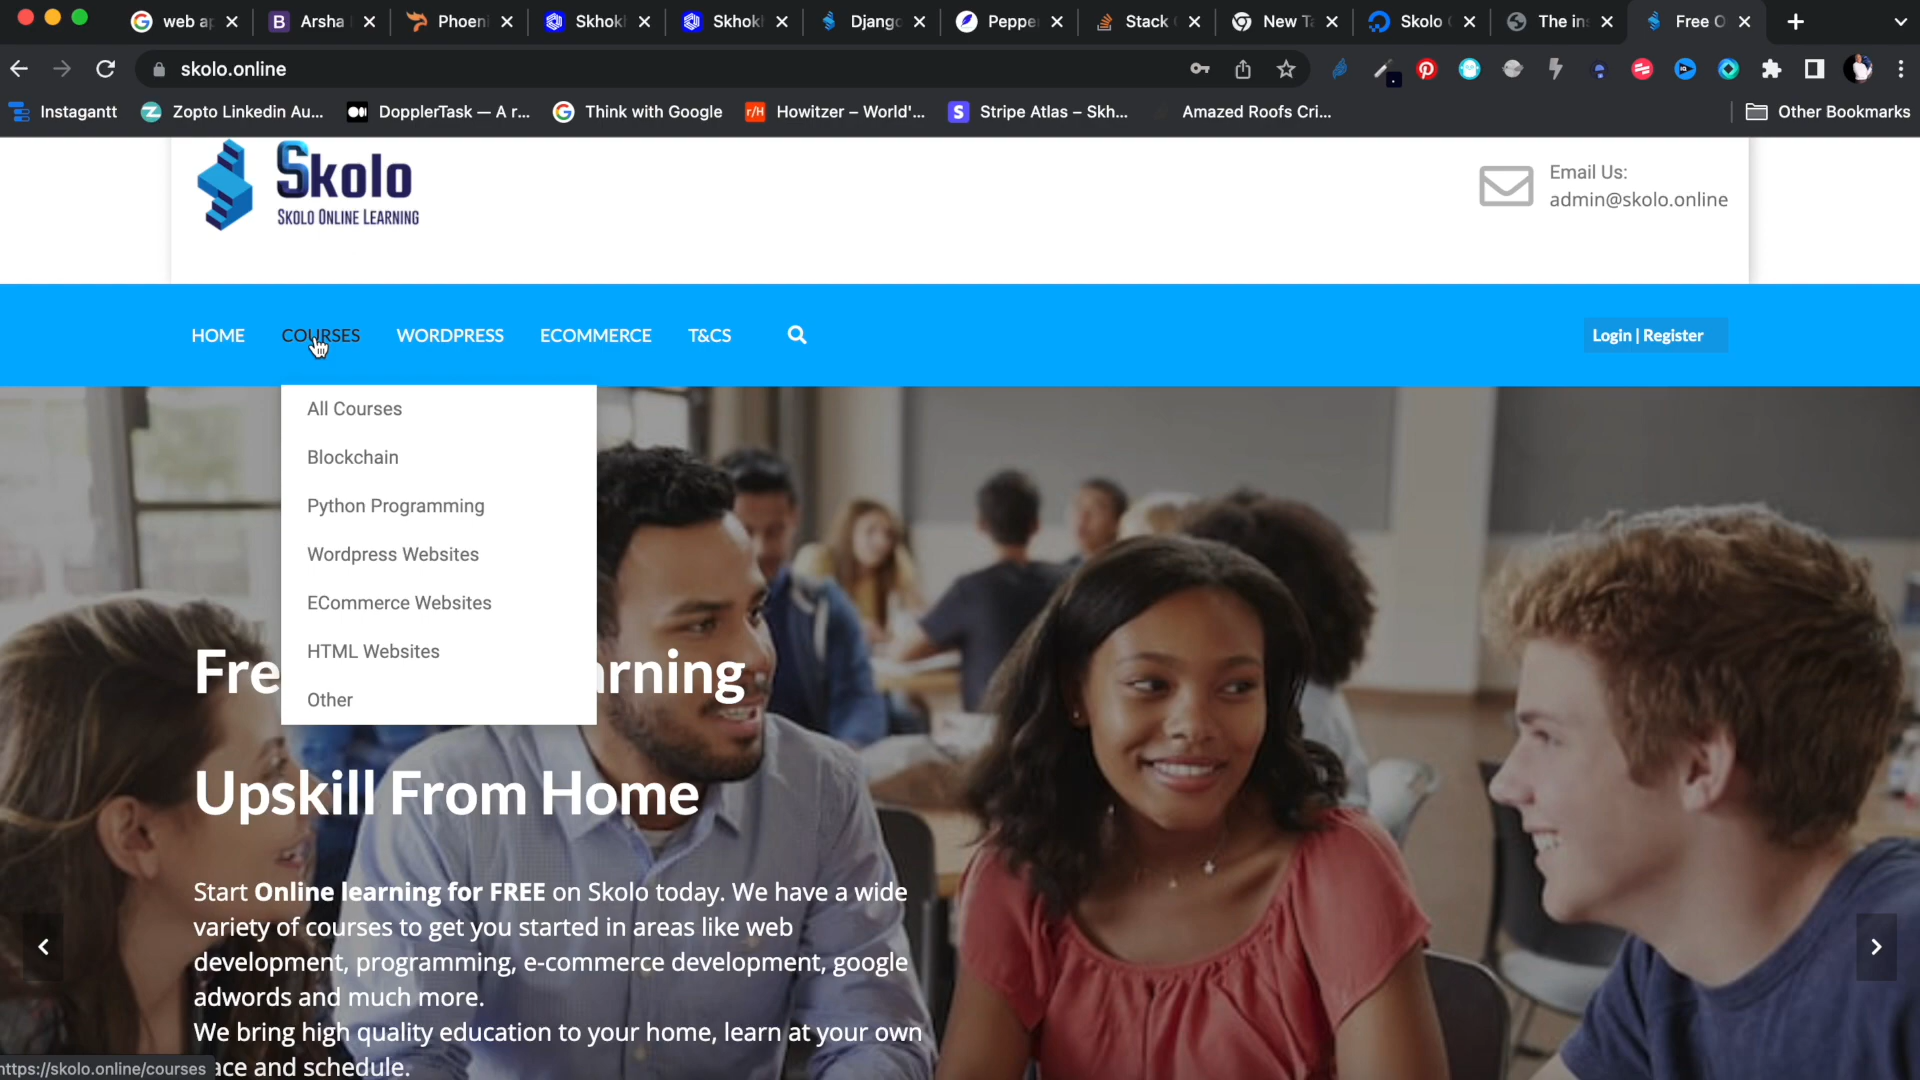 web ap
Arsha
Phoeni
Skhok
Skhok
Django
Peppe
Stack
New Ta
Skolo
The in
Free O
skolo.online
Instagantt
Zopto Linkedin Au...
DopplerTask — A r...
Think with Google
r/H Howitzer – World'...
S Stripe Atlas – Skh...
Amazed Roofs Cri...
Other Bookmarks
Skolo
SKOLO ONLINE LEARNING
Email Us:
admin@skolo.online
HOME
COURSES
WORDPRESS
ECOMMERCE
T&CS
Login | Register
All Courses
Blockchain
Python Programming
Wordpress Websites
ECommerce Websites
HTML Websites
Other
Fre rning
Upskill From Home
Start Online learning for FREE on Skolo today. We have a wide
variety of courses to get you started in areas like web
development, programming, e-commerce development, google
adwords and much more.
We bring high quality education to your home, learn at your own
ace and schedule.
https://skolo.online/courses